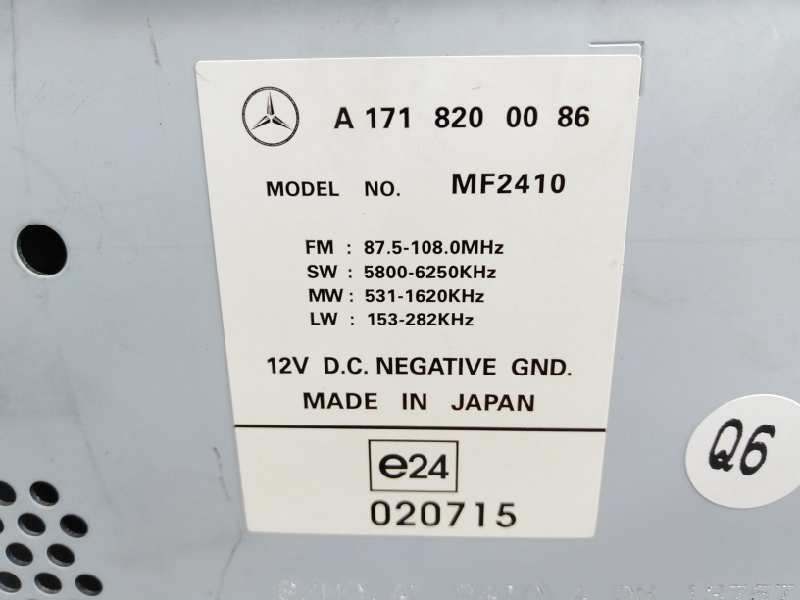 A 171 820 00 86
MODEL NO. MF2410
FM : 87.5-108.0MHz
SW : 5800-6250KHz
MW : 531-1620KHz
LW : 153-282KHz
12V D.C. NEGATIVE GND.
MADE IN JAPAN
e24
020715
Q6